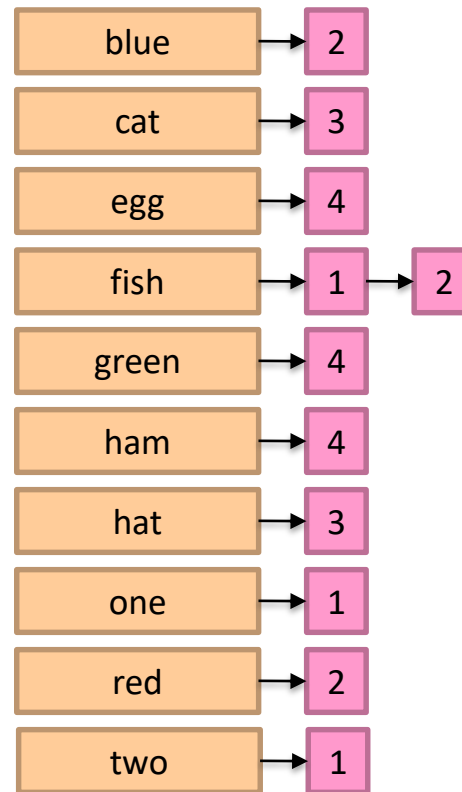 blue 2
cat 3
egg 4
fish 1 2
green 4
ham 4
hat 3
one 1
red 2
two 1